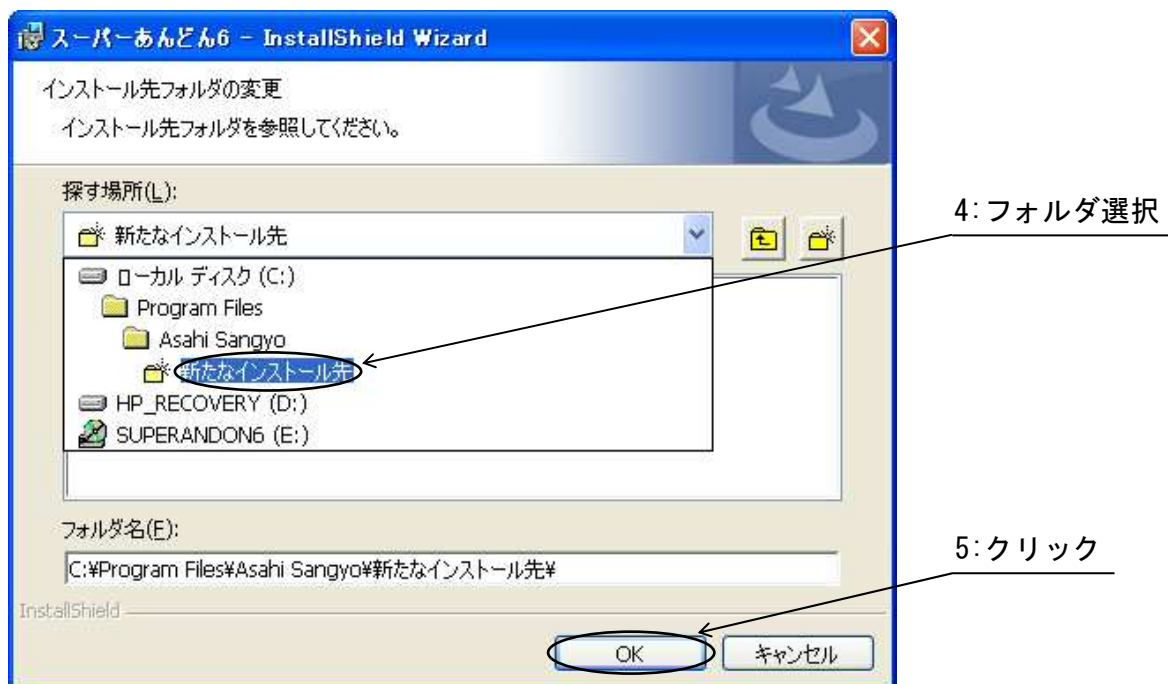 スーパーあんどん6 - InstallShield Wizard
インストール先フォルダの変更
インストール先フォルダを参照してください。
探す場所(L):
新たなインストール先
4:フォルダ選択
ローカル ディスク (C:)
Program Files
Asahi Sangyo
新たなインストール先
HP_RECOVERY (D:)
SUPERANDON6 (E:)
フォルダ名(F):
C:¥Program Files¥Asahi Sangyo¥新たなインストール先¥
5:クリック
InstallShield
OK
キャンセル